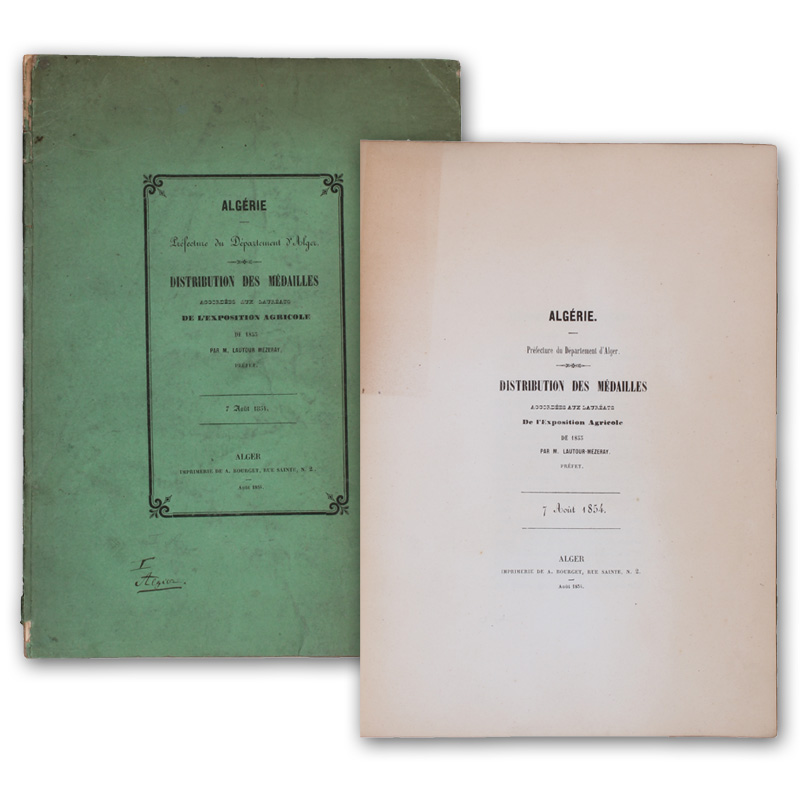 ALGÉRIE
Préfecture du Département d'Alger.
DISTRIBUTION DES MÉDAILLES
ACCORDÉES AUX LAURÉATS
DE L'EXPOSITION AGRICOLE
DE 1853
PAR M. LAUTOUR-MEZERAY,
PRÉFET.
7 Août 1854.
ALGER
IMPRIMERIE DE A. BOURGET, RUE SAINTE, N. 2.
Août 1854.
ALGÉRIE.
Préfecture du Département d'Alger.
DISTRIBUTION DES MÉDAILLES
ACCORDÉES AUX LAURÉATS
De l'Exposition Agricole
DE 1853
PAR M. LAUTOUR-MEZERAY,
PRÉFET.
7 Août 1854.
ALGER
IMPRIMERIE DE A. BOURGET, RUE SAINTE, N. 2.
Août 1854.